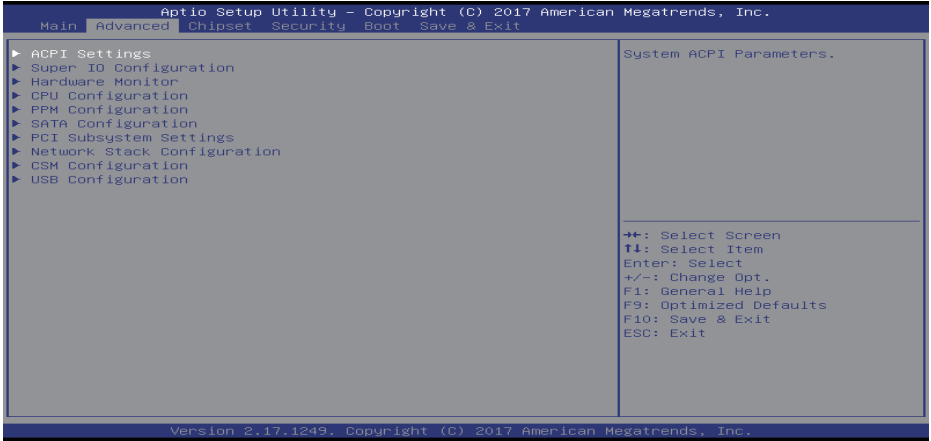 Aptio Setup Utility – Copyright (C) 2017 American Megatrends, Inc.
Main Advanced Chipset Security Boot Save & Exit
▶ ACPI Settings
▶ Super IO Configuration
▶ Hardware Monitor
▶ CPU Configuration
▶ PPM Configuration
▶ SATA Configuration
▶ PCI Subsystem Settings
▶ Network Stack Configuration
▶ CSM Configuration
▶ USB Configuration
System ACPI Parameters.
→←: Select Screen
↑↓: Select Item
Enter: Select
+/-: Change Opt.
F1: General Help
F9: Optimized Defaults
F10: Save & Exit
ESC: Exit
Version 2.17.1249. Copyright (C) 2017 American Megatrends, Inc.